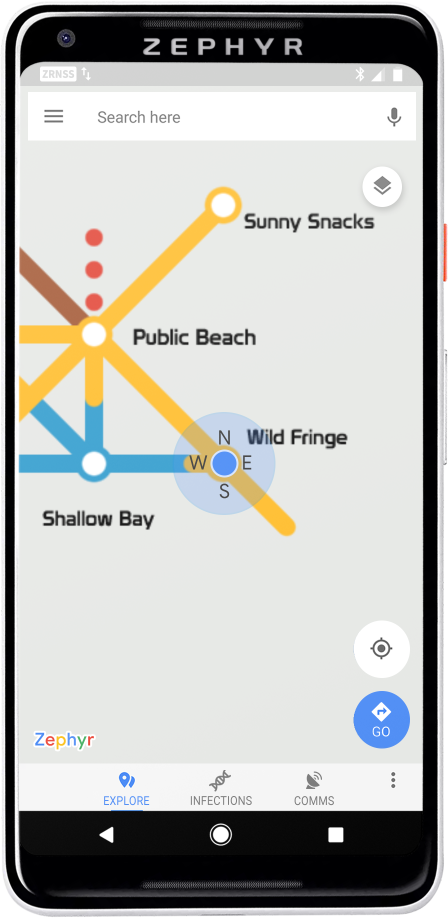 ZEPHYR
ZRNSS
Search here
Sunny Snacks
Public Beach
N
Wild Fringe
W E
S
Shallow Bay
GO
Zephyr
EXPLORE INFECTIONS COMMS